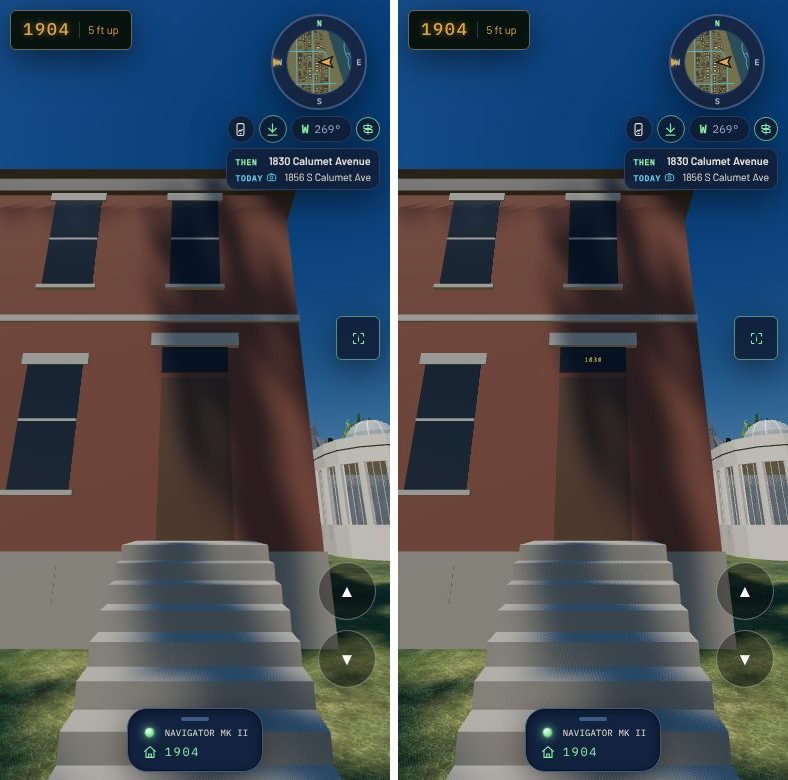 1904 5 ft up
N
W E
S
W 269°
THEN 1830 Calumet Avenue
TODAY 1856 S Calumet Ave
NAVIGATOR MK II
1904
1904 5 ft up
N
W E
S
W 269°
THEN 1830 Calumet Avenue
TODAY 1856 S Calumet Ave
1830
NAVIGATOR MK II
1904